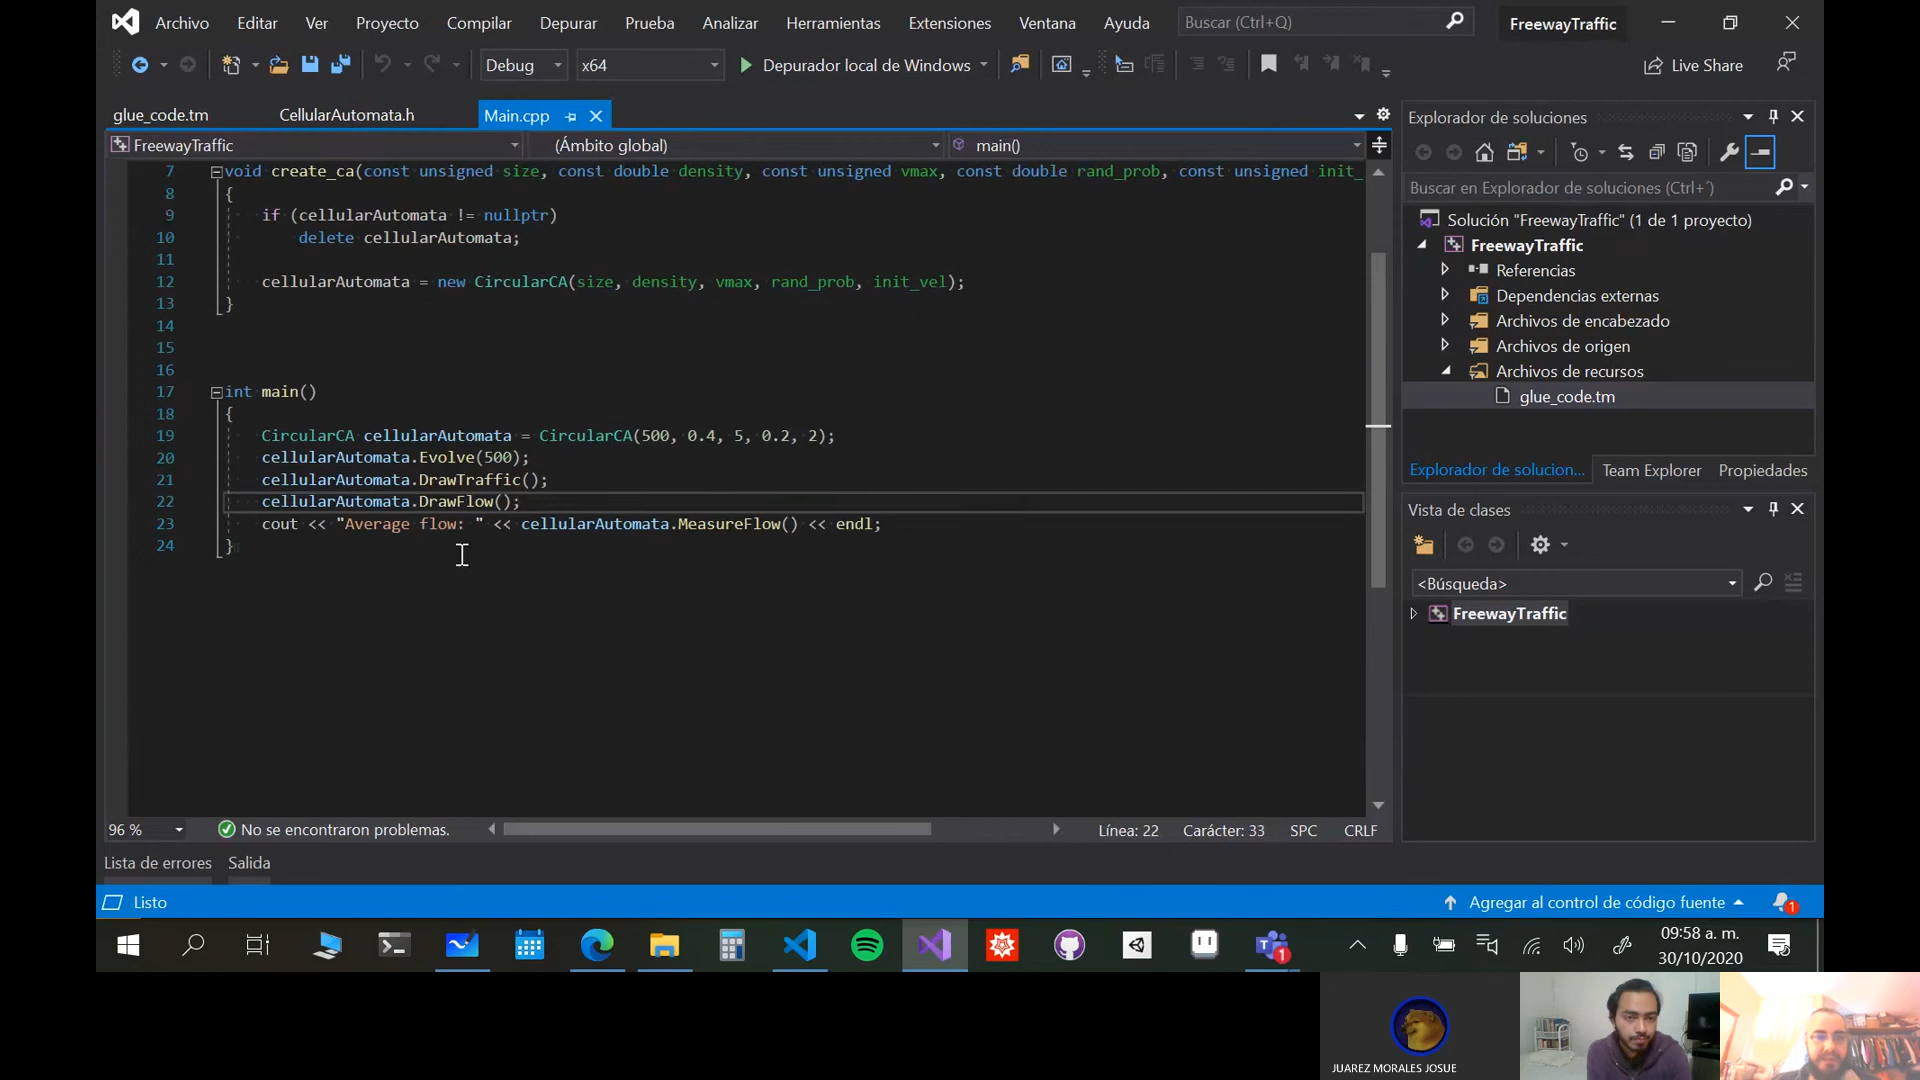 Archivo Editar Ver Proyecto Compilar Depurar Prueba Analizar Herramientas Extensiones Ventana Ayuda Buscar (Ctrl+Q) FreewayTraffic
Debug x64 Depurador local de Windows Live Share
glue_code.tm CellularAutomata.h Main.cpp
FreewayTraffic (Ámbito global) main()
7 void create_ca(const unsigned size, const double density, const unsigned vmax, const double rand_prob, const unsigned init_
8 {
9 if (cellularAutomata != nullptr)
10 delete cellularAutomata;
11
12 cellularAutomata = new CircularCA(size, density, vmax, rand_prob, init_vel);
13 }
14
15
16
17 int main()
18 {
19 CircularCA cellularAutomata = CircularCA(500, 0.4, 5, 0.2, 2);
20 cellularAutomata.Evolve(500);
21 cellularAutomata.DrawTraffic();
22 cellularAutomata.DrawFlow();
23 cout << "Average flow: " << cellularAutomata.MeasureFlow() << endl;
24 }
96 % No se encontraron problemas. Línea: 22 Carácter: 33 SPC CRLF
Lista de errores Salida
Explorador de soluciones
Buscar en Explorador de soluciones (Ctrl+´)
Solución "FreewayTraffic" (1 de 1 proyecto)
FreewayTraffic
Referencias
Dependencias externas
Archivos de encabezado
Archivos de origen
Archivos de recursos
glue_code.tm
Explorador de solucion... Team Explorer Propiedades
Vista de clases
<Búsqueda>
FreewayTraffic
Listo Agregar al control de código fuente 1
1 09:58 a. m.
30/10/2020
JUAREZ MORALES JOSUE